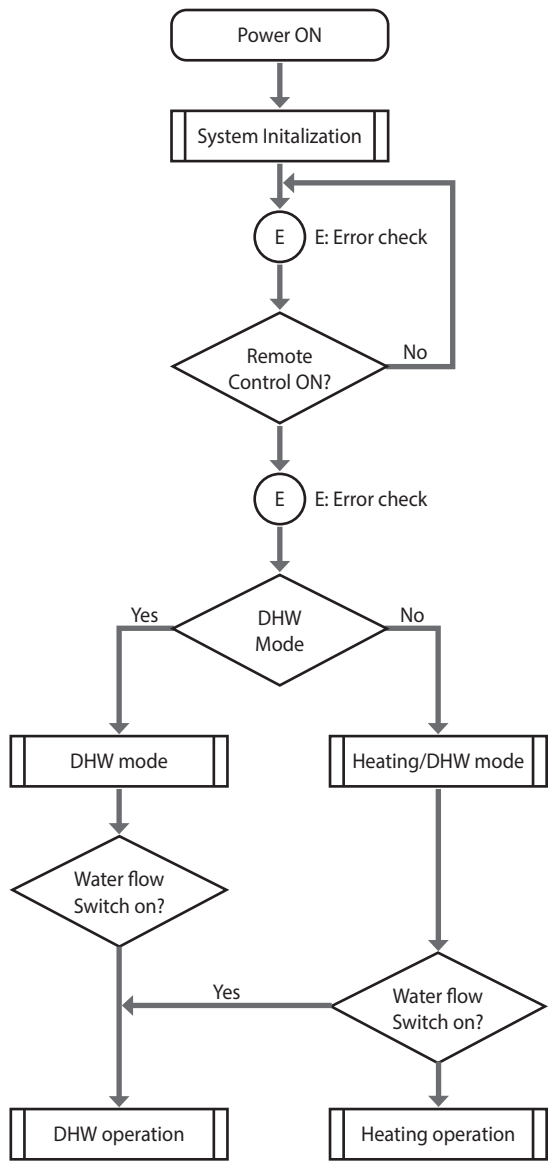 Power ON
System Initalization
E
E: Error check
Remote
Control ON?
No
E
E: Error check
DHW
Mode
Yes
No
DHW mode
Heating/DHW mode
Water flow
Switch on?
Yes
Water flow
Switch on?
DHW operation
Heating operation